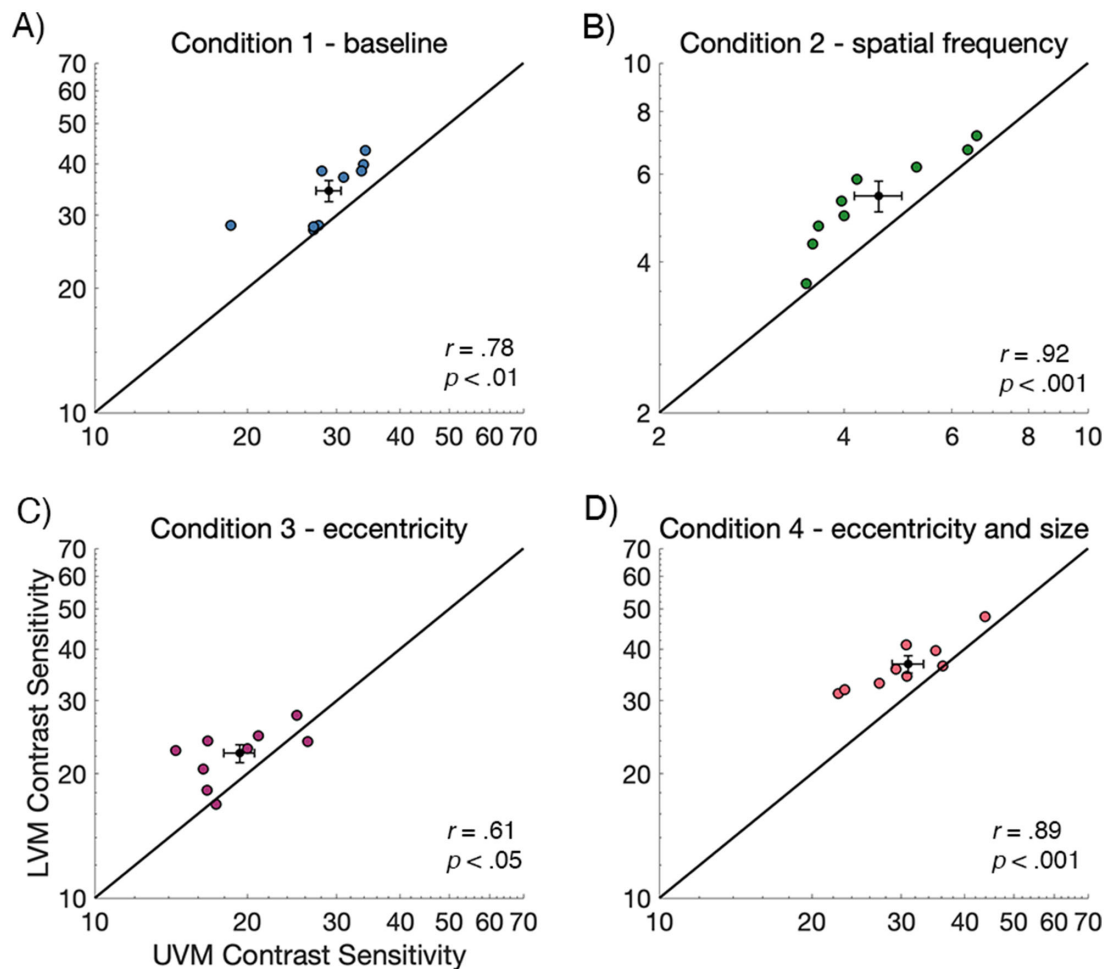 A)
Condition 1 - baseline
70
60
50
40
30
20
10
10 20 30 40 50 60 70
r = .78
p < .01
B)
Condition 2 - spatial frequency
10
8
6
4
2
2 4 6 8 10
r = .92
p < .001
C)
Condition 3 - eccentricity
LVM Contrast Sensitivity
70
60
50
40
30
20
10
10 20 30 40 50 60 70
UVM Contrast Sensitivity
r = .61
p < .05
D)
Condition 4 - eccentricity and size
70
60
50
40
30
20
10
10 20 30 40 50 60 70
r = .89
p < .001